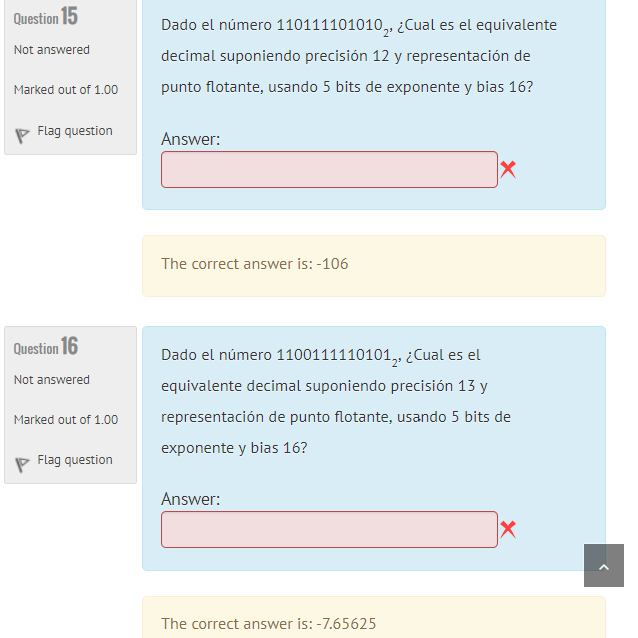 Question 15
Not answered
Marked out of 1.00
Flag question
Dado el número 110111101010₂, ¿Cual es el equivalente
decimal suponiendo precisión 12 y representación de
punto flotante, usando 5 bits de exponente y bias 16?
Answer:
The correct answer is: -106
Question 16
Not answered
Marked out of 1.00
Flag question
Dado el número 1100111110101₂, ¿Cual es el
equivalente decimal suponiendo precisión 13 y
representación de punto flotante, usando 5 bits de
exponente y bias 16?
Answer:
The correct answer is: -7.65625